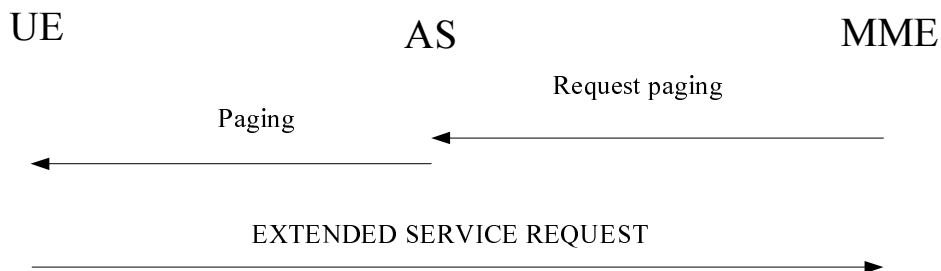 UE
AS
MME
Request paging
Paging
EXTENDED SERVICE REQUEST